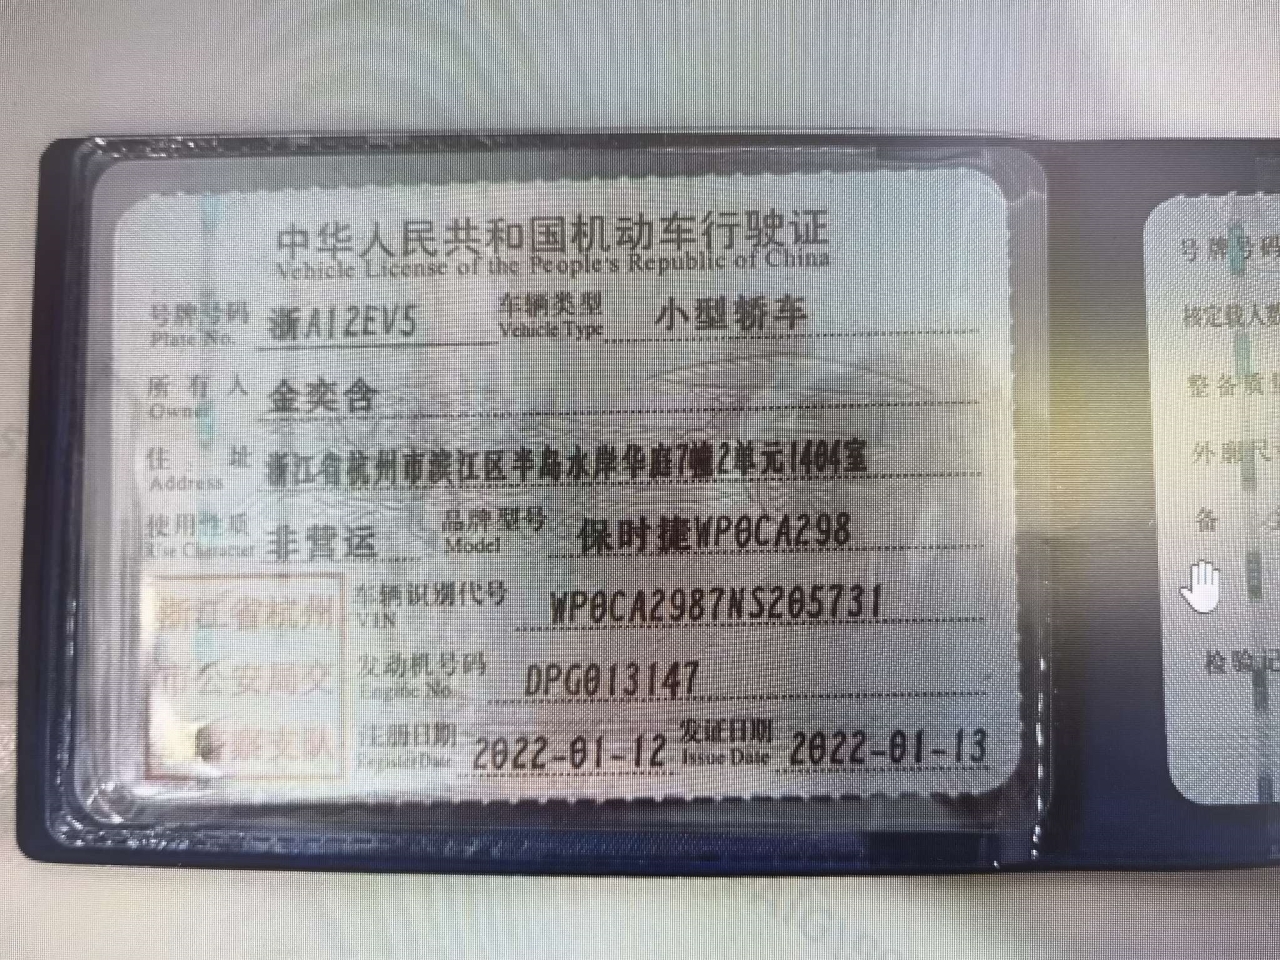 中华人民共和国机动车行驶证
Vehicle License of the People's Republic of China
号牌号码 浙A12EV5 车辆类型 小型轿车
Plate No. Vehicle Type
所有人 金奕含
Owner
住址 浙江省杭州市滨江区半岛水岸华庭7幢2单元1404室
Address
使用性质 非营运 品牌型号 保时捷WP0CA298
Use Character Model
浙江省杭州
市公安局交
警察支队
车辆识别代号 WP0CA2987NS205731
VIN
发动机号码 DPG013147
Engine No.
注册日期 2022-01-12 发证日期 2022-01-13
Register Date Issue Date
号牌号码
核定载人数
整备质量
外廓尺
备
检验记